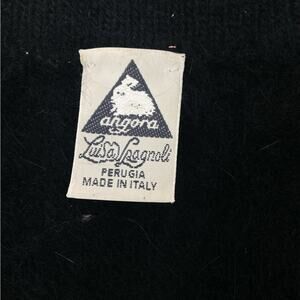 angora
Luisa Spagnoli
PERUGIA
MADE IN ITALY